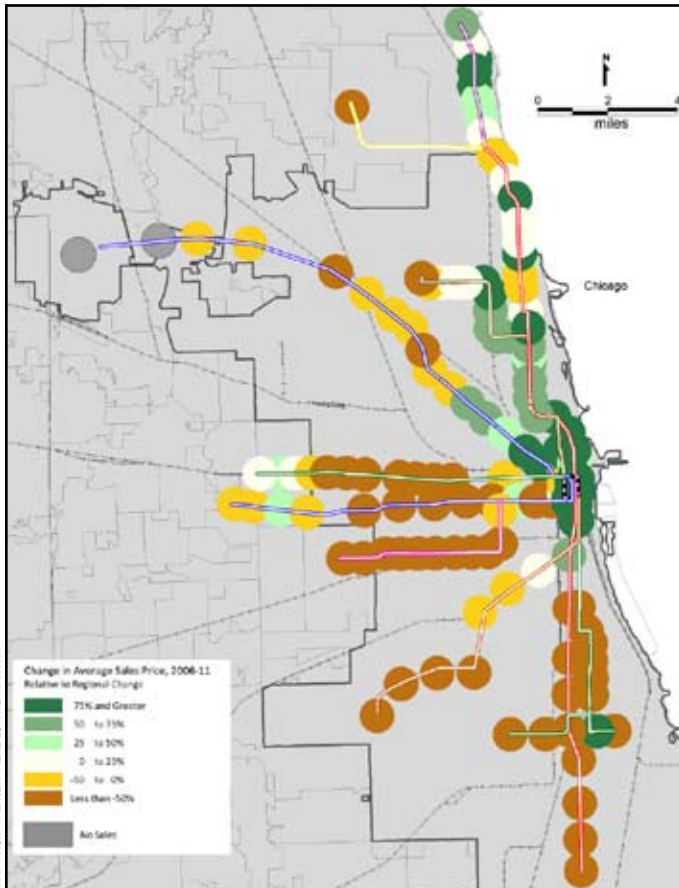 N
0 2 4
miles
Chicago
Change in Average Sales Price, 2006-11
Relative to Regional Change
75% and Greater
50 to 75%
25 to 50%
0 to 25%
-50 to 0%
Less than -50%
No Sales